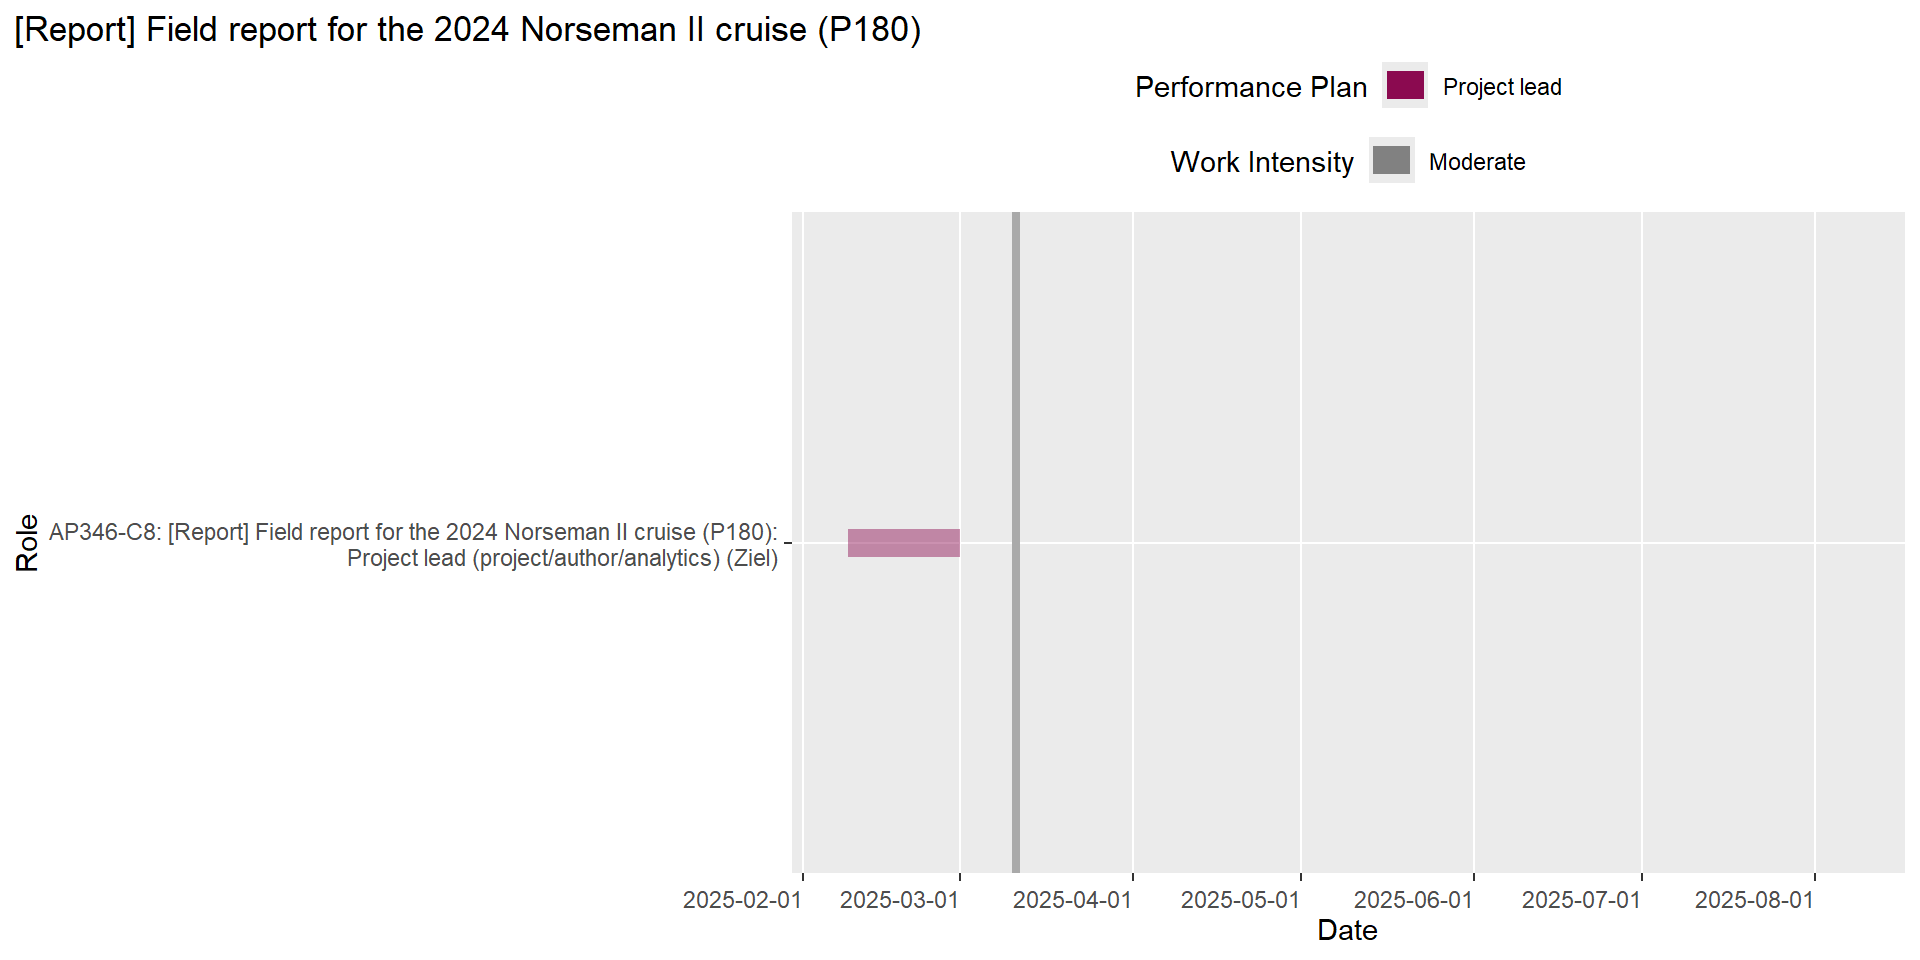 [Report] Field report for the 2024 Norseman II cruise (P180)
Performance Plan
Project lead
Work Intensity
Moderate
Role
AP346-C8: [Report] Field report for the 2024 Norseman II cruise (P180):
Project lead (project/author/analytics) (Ziel)
2025-02-01
2025-03-01
2025-04-01
2025-05-01
2025-06-01
2025-07-01
2025-08-01
Date